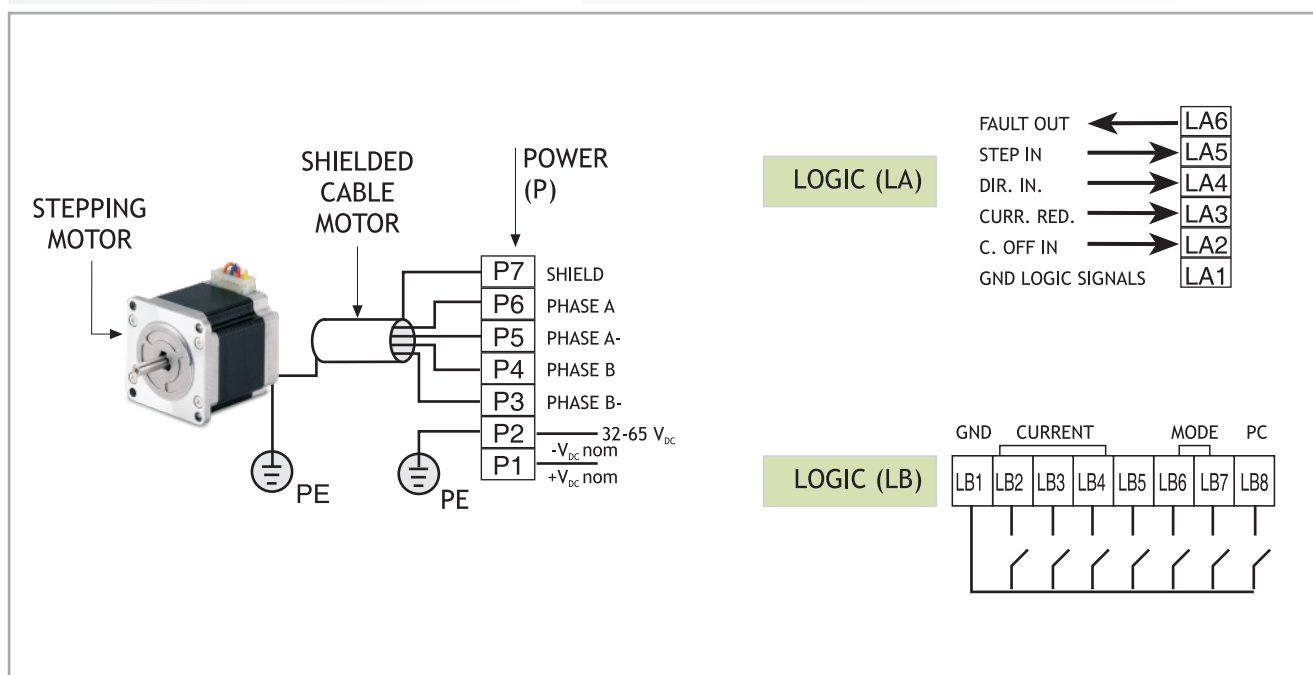 STEPPING
MOTOR
SHIELDED
CABLE
MOTOR
POWER
(P)
P7 SHIELD
P6 PHASE A
P5 PHASE A-
P4 PHASE B
P3 PHASE B-
P2 32-65 VDC
-VDC nom
P1
+VDC nom
PE
PE
LOGIC (LA)
FAULT OUT LA6
STEP IN LA5
DIR. IN. LA4
CURR. RED. LA3
C. OFF IN LA2
GND LOGIC SIGNALS LA1
LOGIC (LB)
GND CURRENT MODE PC
LB1 LB2 LB3 LB4 LB5 LB6 LB7 LB8